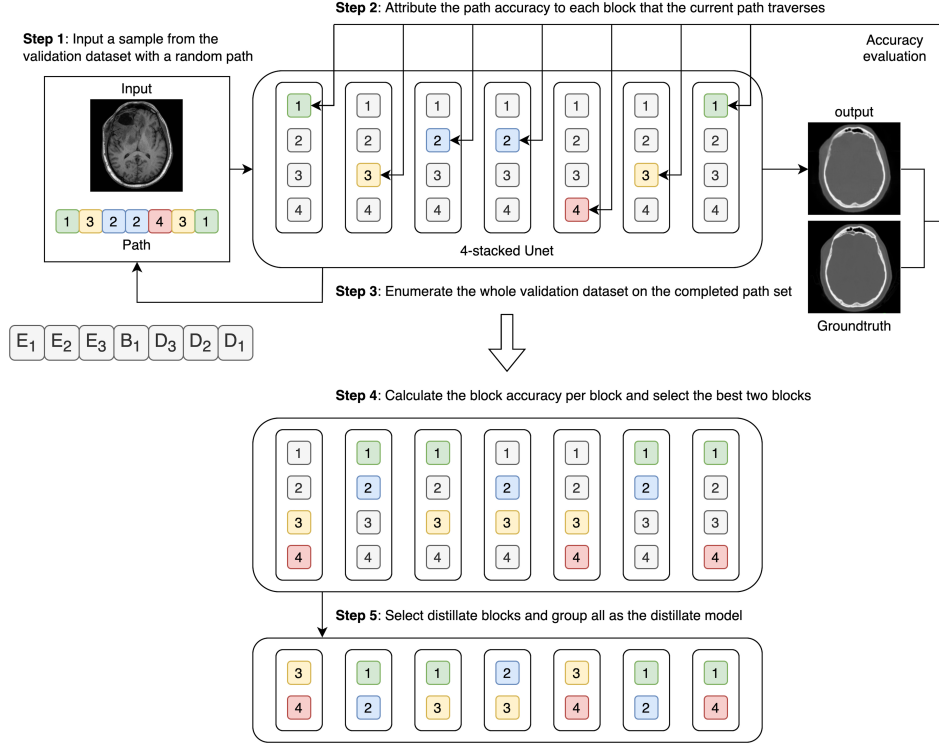 Step 2: Attribute the path accuracy to each block that the current path traverses
Step 1: Input a sample from the
validation dataset with a random path
Accuracy
evaluation
Input
output
1 1 1 1 1 1 1
2 2 2 2 2 2 2
3 3 3 3 3 3 3
4 4 4 4 4 4 4
1 3 2 2 4 3 1
Path
4-stacked Unet
Step 3: Enumerate the whole validation dataset on the completed path set
Groundtruth
E1 E2 E3 B1 D3 D2 D1
Step 4: Calculate the block accuracy per block and select the best two blocks
1 1 1 1 1 1 1
2 2 2 2 2 2 2
3 3 3 3 3 3 3
4 4 4 4 4 4 4
Step 5: Select distillate blocks and group all as the distillate model
3 1 1 2 3 1 1
4 2 3 3 4 2 4